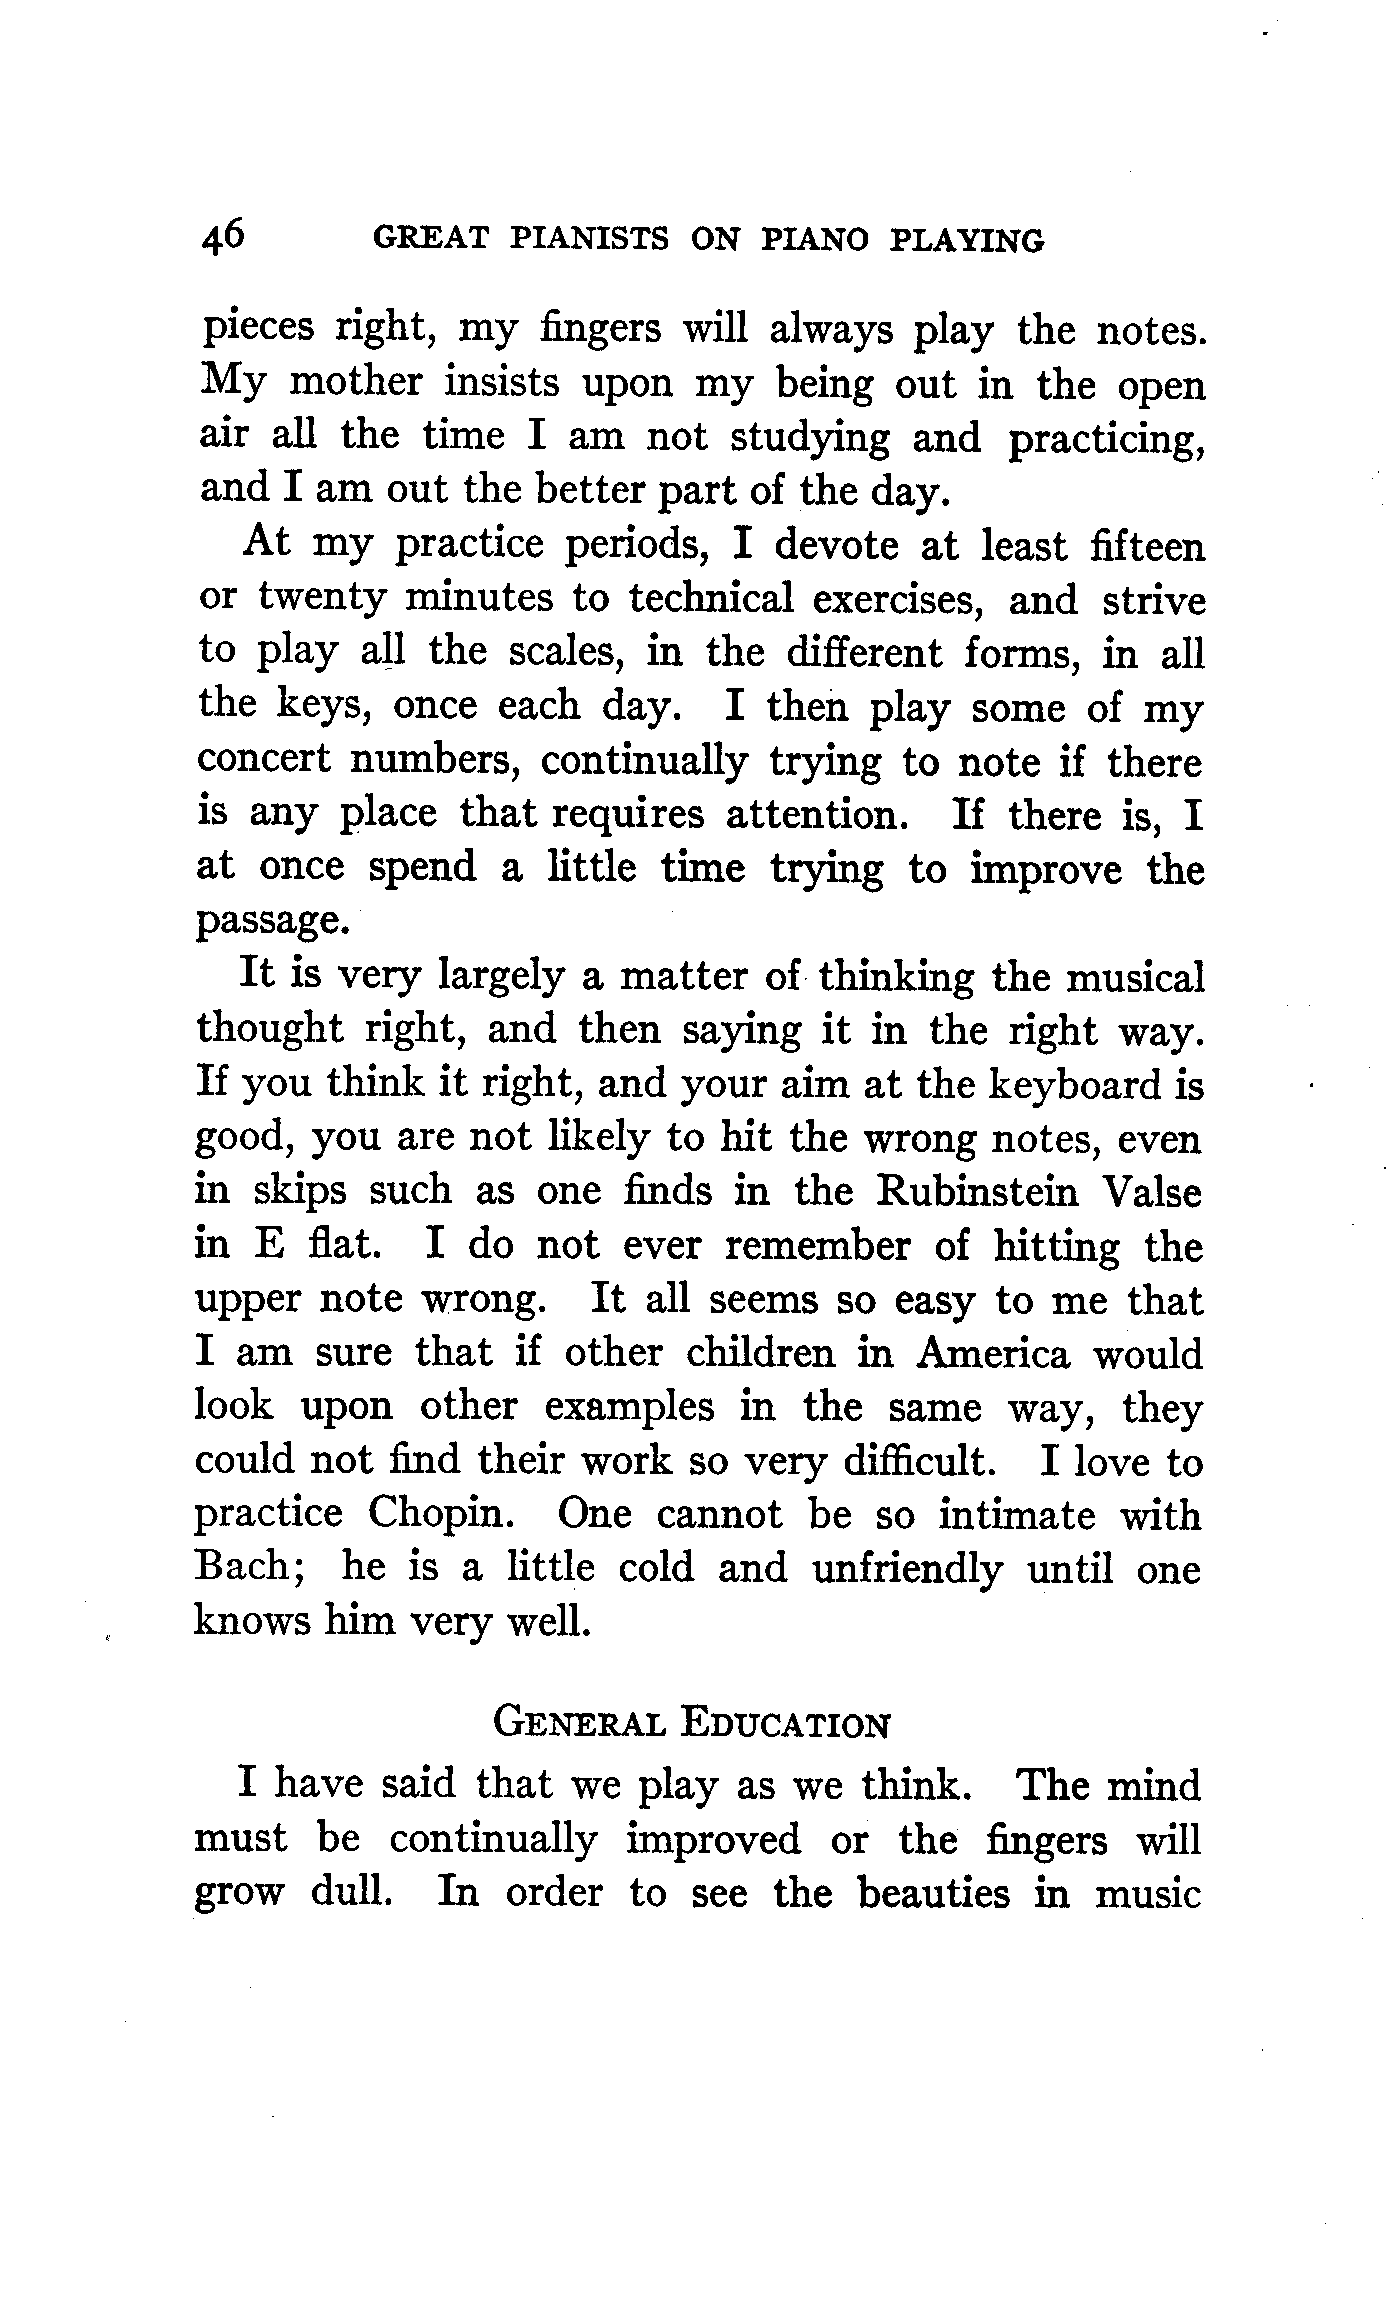 46 GREAT PIANISTS ON PIANO PLAYING
pieces right, my fingers will always play the notes.
My mother insists upon my being out in the open
air all the time I am not studying and practicing,
and I am out the better part of the day.
At my practice periods, I devote at least fifteen
or twenty minutes to technical exercises, and strive
to play all the scales, in the different forms, in all
the keys, once each day. I then play some of my
concert numbers, continually trying to note if there
is any place that requires attention. If there is, I
at once spend a little time trying to improve the
passage.
It is very largely a matter of thinking the musical
thought right, and then saying it in the right way.
If you think it right, and your aim at the keyboard is
good, you are not likely to hit the wrong notes, even
in skips such as one finds in the Rubinstein Valse
in E flat. I do not ever remember of hitting the
upper note wrong. It all seems so easy to me that
I am sure that if other children in America would
look upon other examples in the same way, they
could not find their work so very difficult. I love to
practice Chopin. One cannot be so intimate with
Bach; he is a little cold and unfriendly until one
knows him very well.
GENERAL EDUCATION
I have said that we play as we think. The mind
must be continually improved or the fingers will
grow dull. In order to see the beauties in music